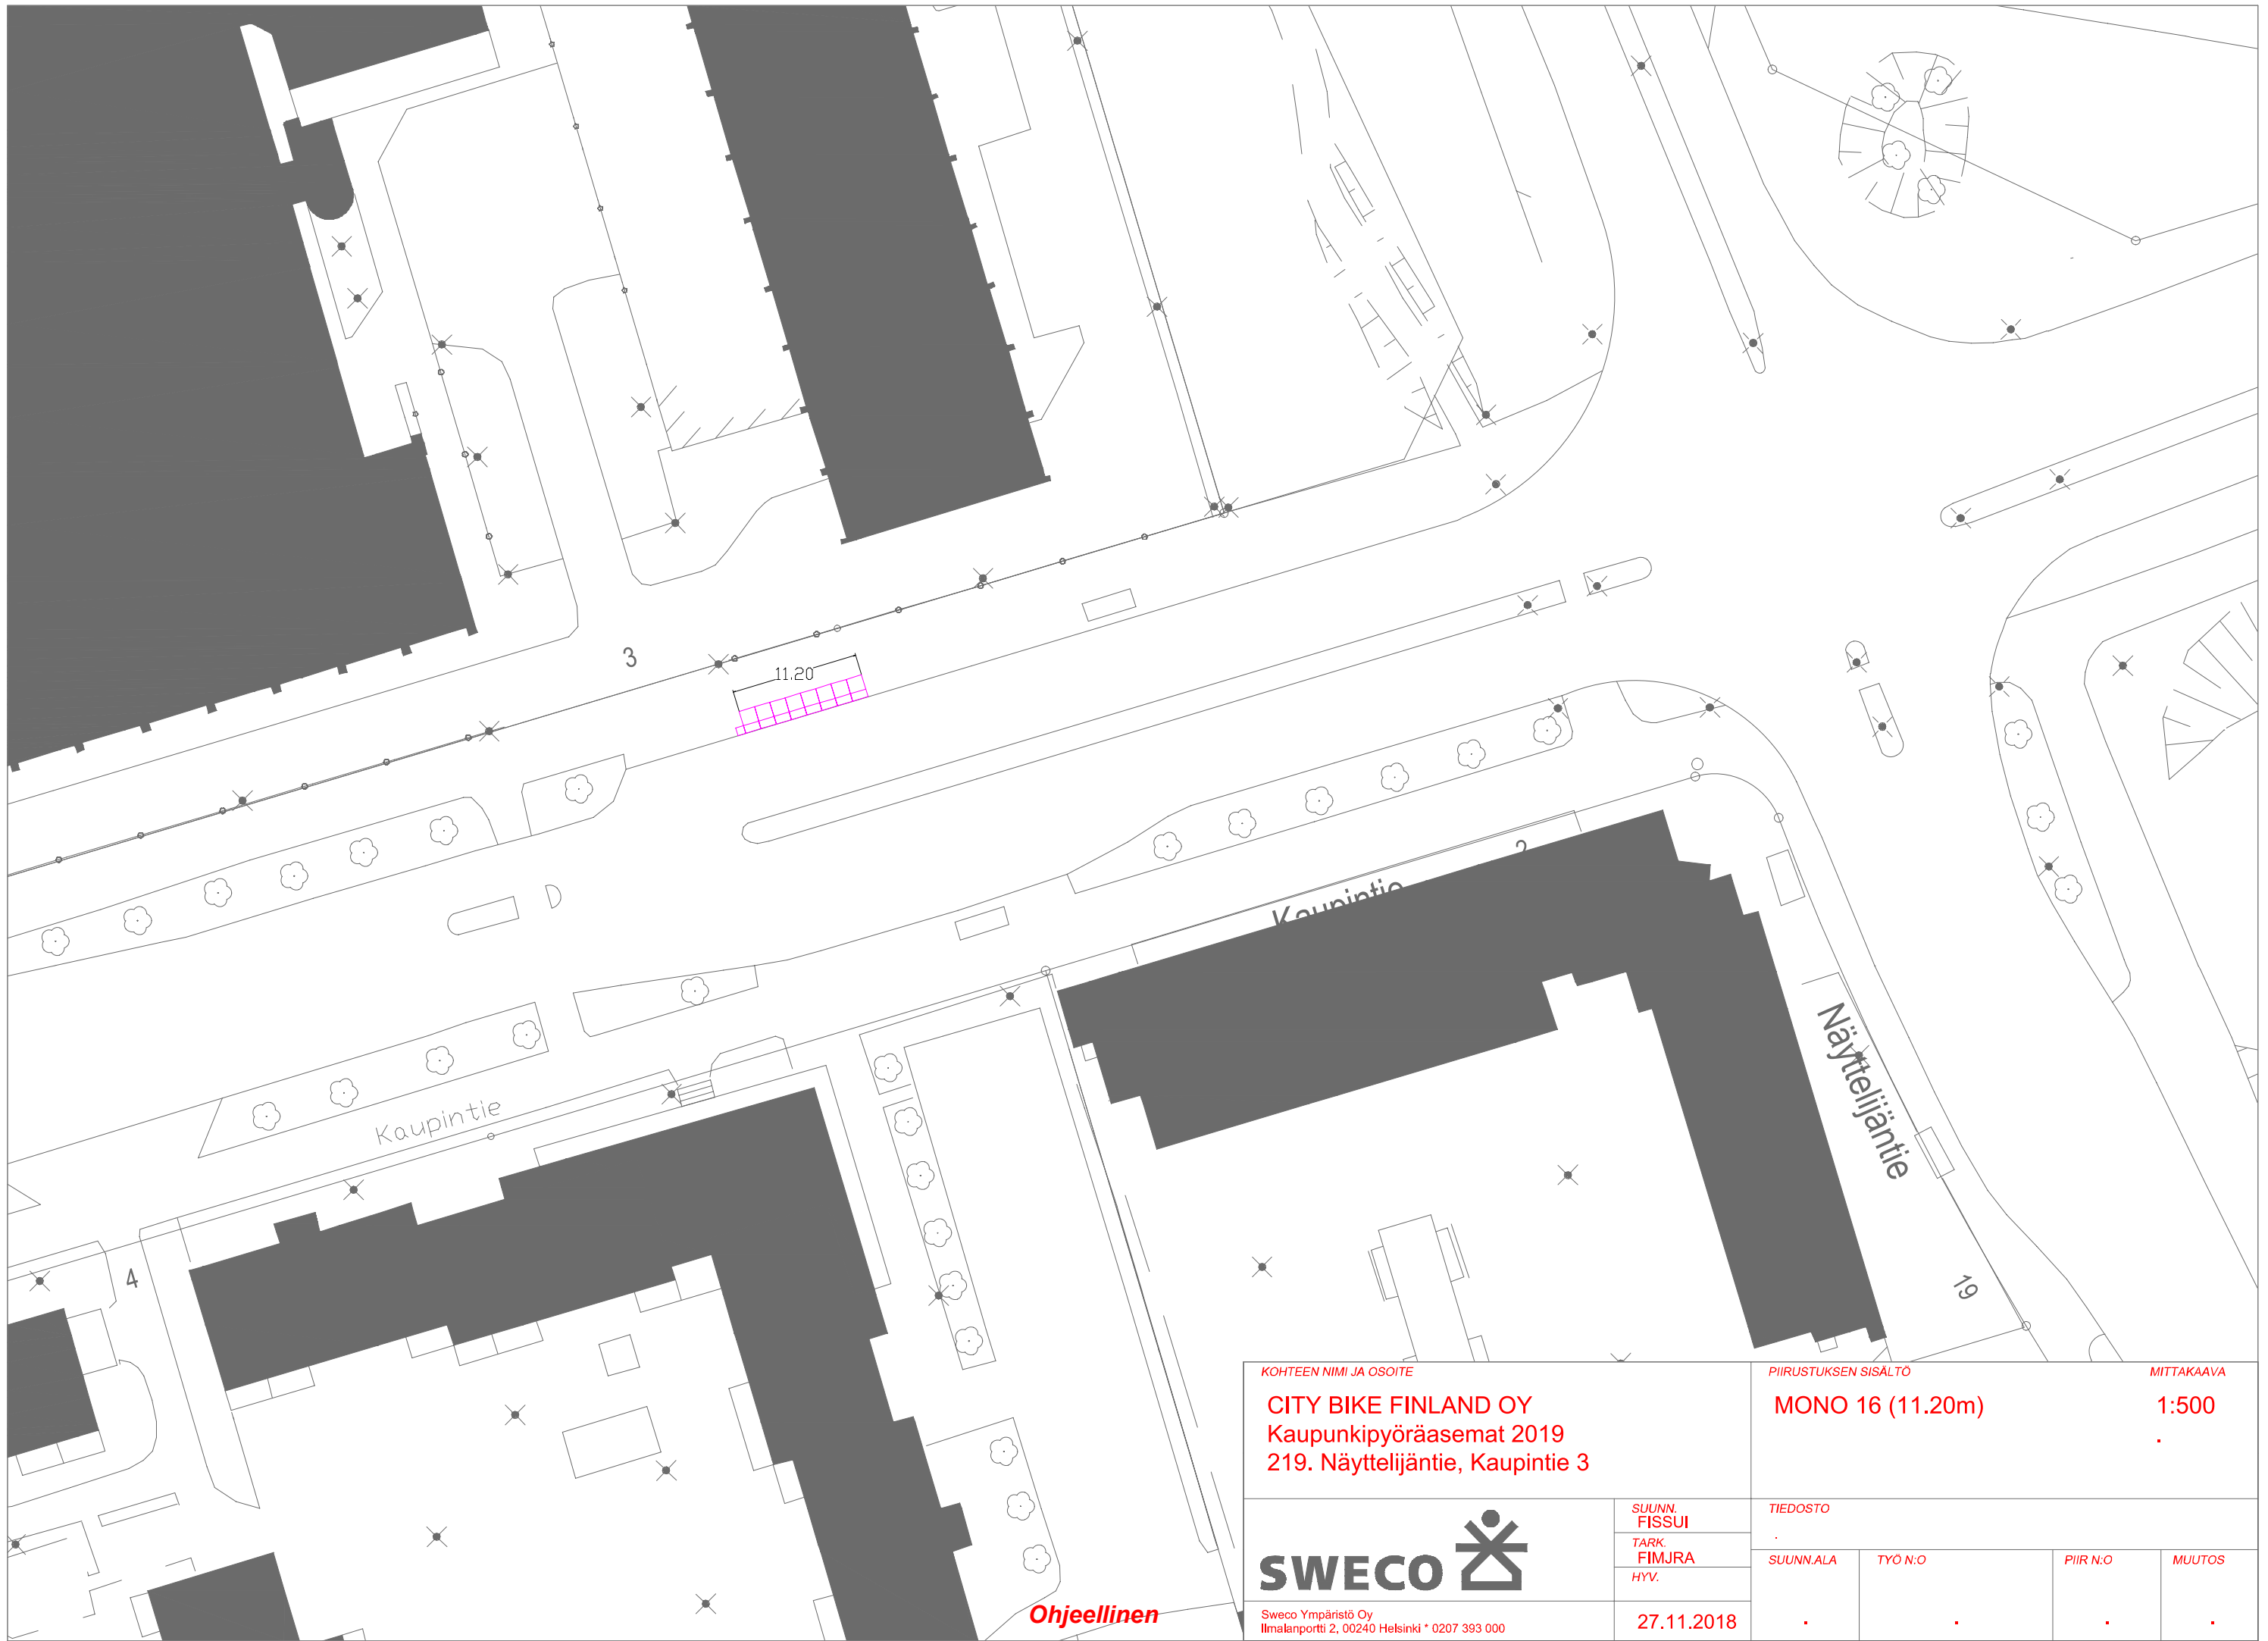 3
11.20
2
Kaupintie
Kaupintie
Näyttelijäntie
4
19
KOHTEEN NIMI JA OSOITE
CITY BIKE FINLAND OY
Kaupunkipyöräasemat 2019
219. Näyttelijäntie, Kaupintie 3
PIIRUSTUKSEN SISÄLTÖ
MITTAKAAVA
MONO 16 (11.20m)
1:500
.
SWECO
SUUNN.
FISSUI
TARK.
FIMJRA
HYV.
27.11.2018
TIEDOSTO
.
SUUNN.ALA
TYÖ N:O
PIIR N:O
MUUTOS
. . . .
Sweco Ympäristö Oy
Ilmalanportti 2, 00240 Helsinki * 0207 393 000
Ohjeellinen